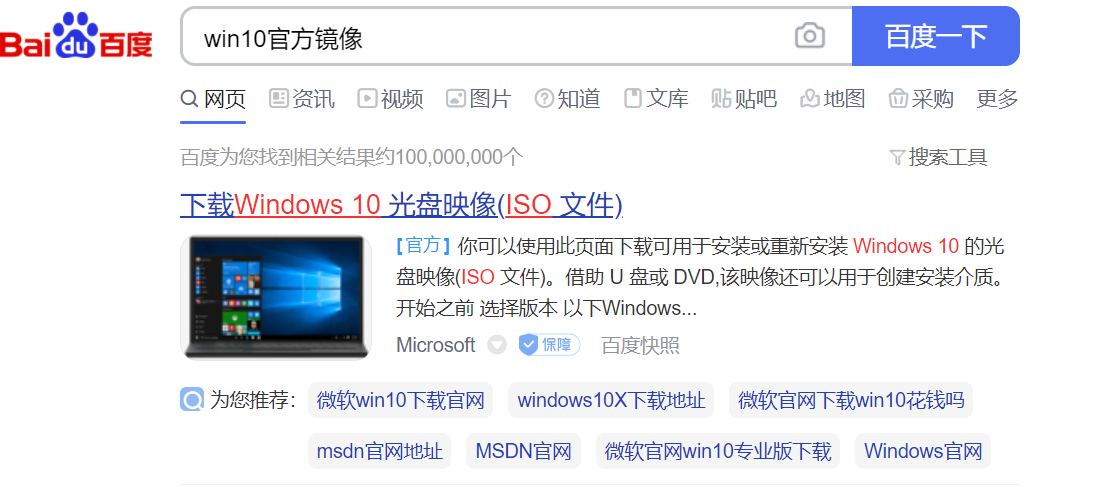 Bai du 百度 win10官方镜像 百度一下
网页 资讯 视频 图片 知道 文库 贴吧 地图 采购 更多
百度为您找到相关结果约100,000,000个 搜索工具
下载Windows 10 光盘映像(ISO 文件)
【官方】你可以使用此页面下载可用于安装或重新安装 Windows 10 的光
盘映像(ISO 文件)。借助 U 盘或 DVD,该映像还可以用于创建安装介质。
开始之前 选择版本 以下Windows...
Microsoft 保障 百度快照
为您推荐: 微软win10下载官网 windows10X下载地址 微软官网下载win10花钱吗
msdn官网地址 MSDN官网 微软官网win10专业版下载 Windows官网